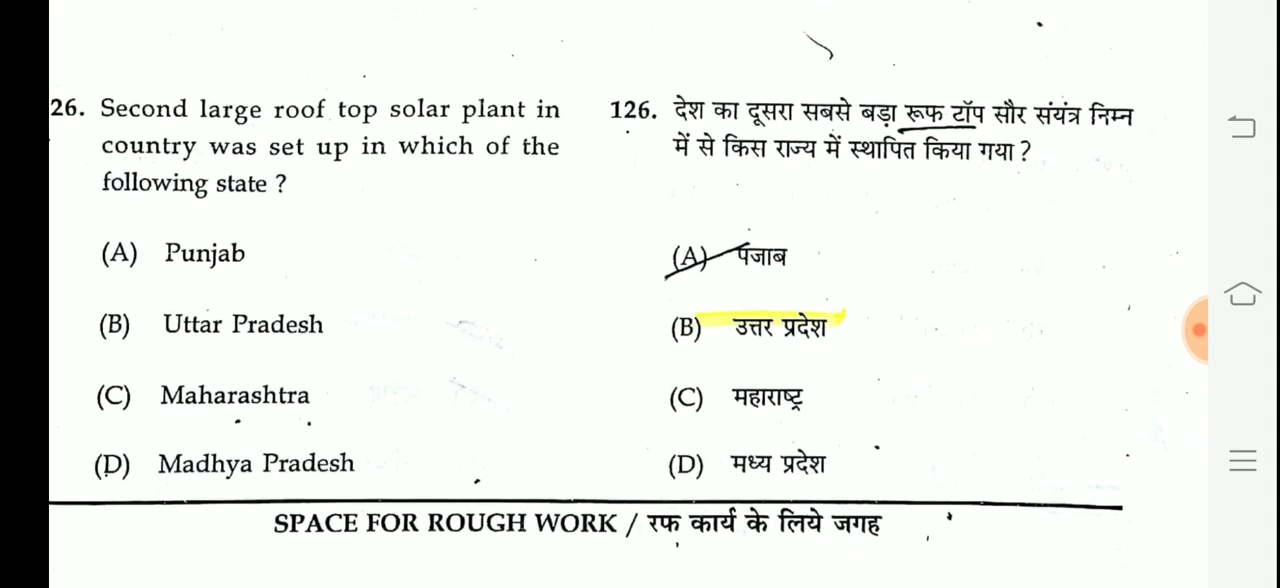 26. Second large roof top solar plant in
country was set up in which of the
following state ?
(A) Punjab
(B) Uttar Pradesh
(C) Maharashtra
(D) Madhya Pradesh
126. देश का दूसरा सबसे बड़ा रूफ टॉप सौर संयंत्र निम्न
में से किस राज्य में स्थापित किया गया ?
(A) पंजाब
(B) उत्तर प्रदेश
(C) महाराष्ट्र
(D) मध्य प्रदेश
SPACE FOR ROUGH WORK / रफ कार्य के लिये जगह